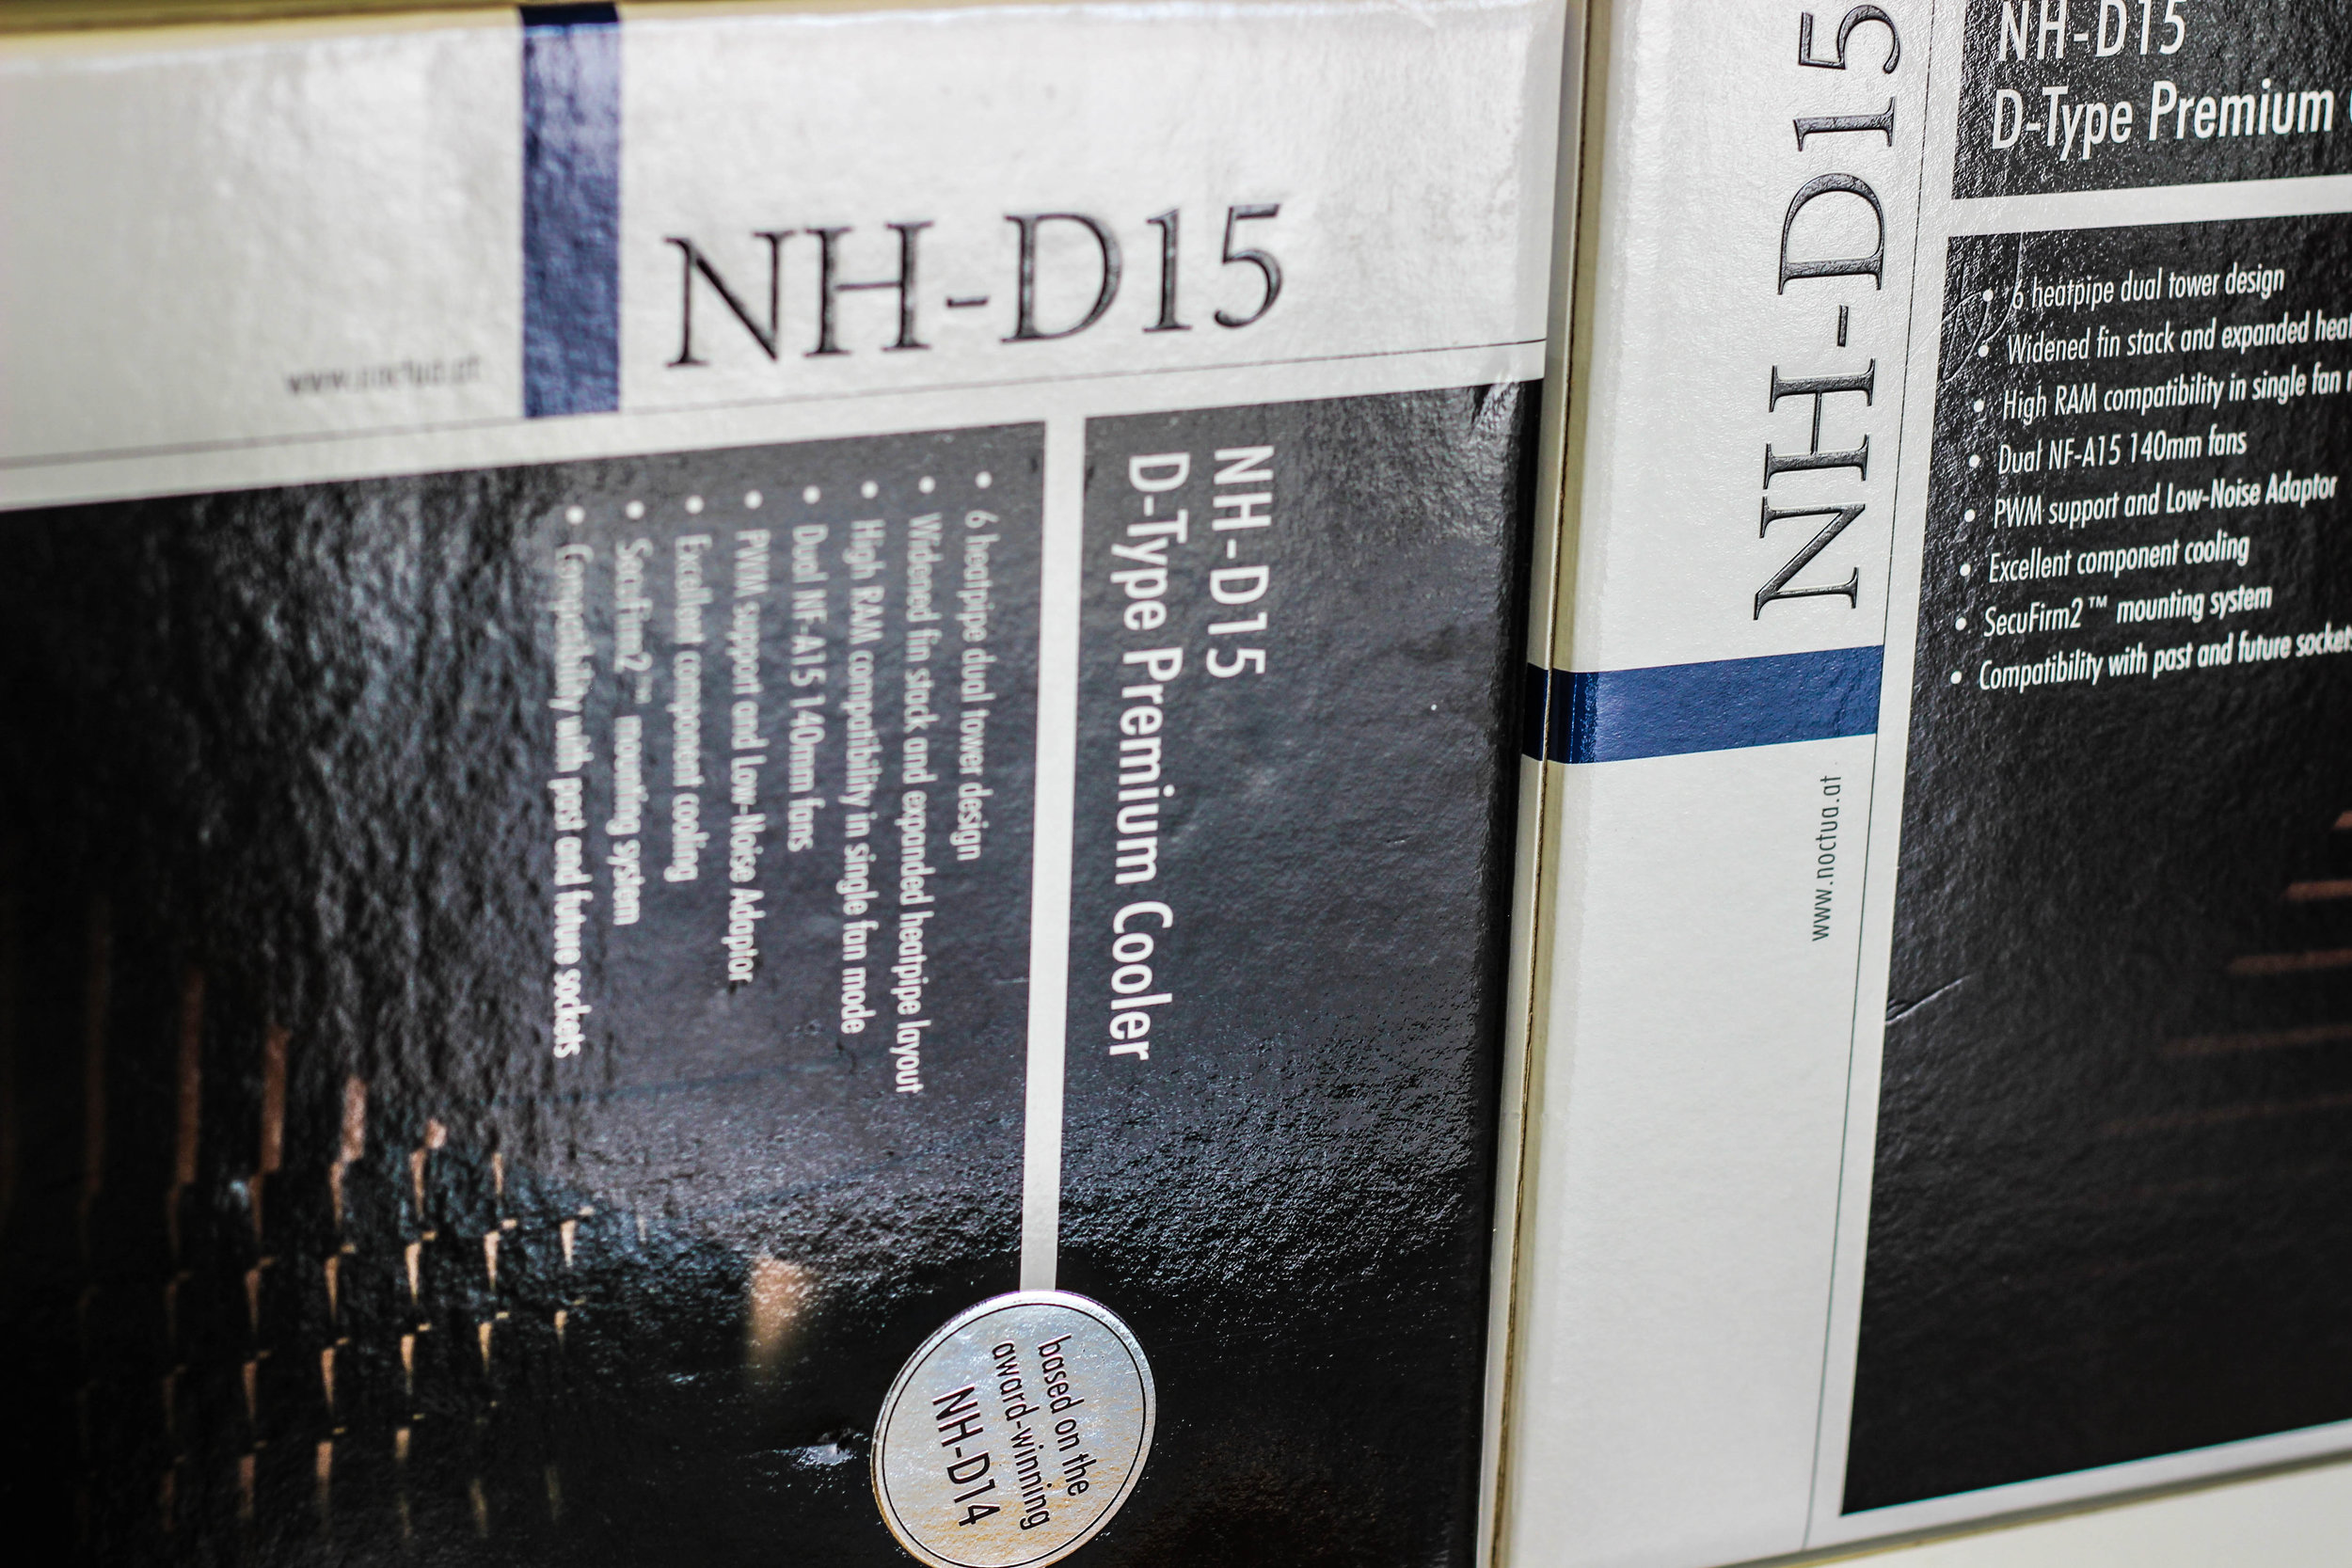 NH-D15
www.noctua.at
NH-D15
D-Type Premium Cooler
• 6 heatpipe dual tower design
• Widened fin stack and expanded heatpipe layout
• High RAM compatibility in single fan mode
• Dual NF-A15 140mm fans
• PWM support and Low-Noise Adaptor
• Excellent component cooling
• SecuFirm2™ mounting system
• Compatibility with past and future sockets
based on the
award-winning
NH-D14
NH-D15
www.noctua.at
NH-D15
D-Type Premium
• 6 heatpipe dual tower design
• Widened fin stack and expanded hea
• High RAM compatibility in single fan
• Dual NF-A15 140mm fans
• PWM support and Low-Noise Adaptor
• Excellent component cooling
• SecuFirm2™ mounting system
• Compatibility with past and future sockets